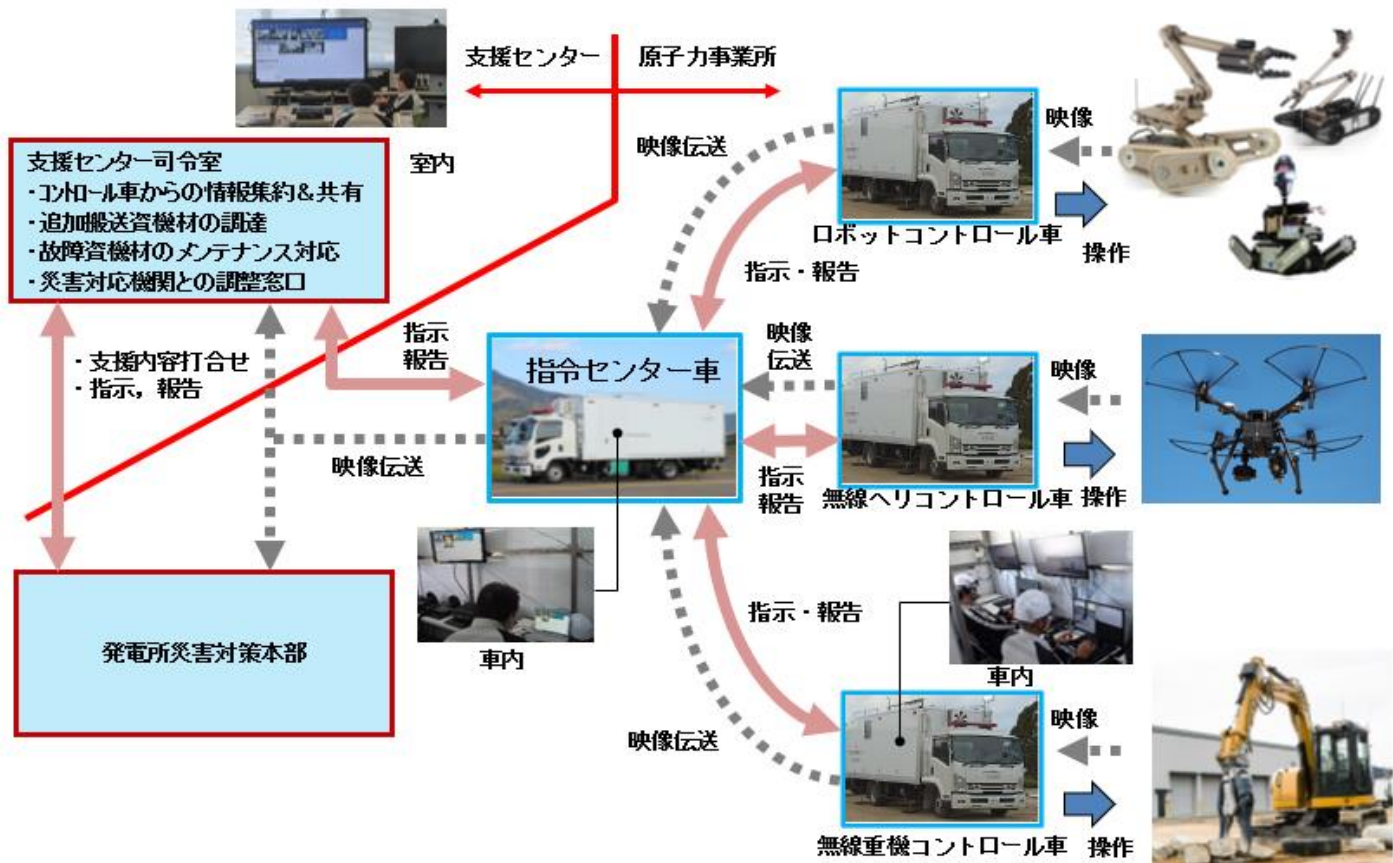 支援センター
原子力事業所
室内
支援センター司令室
・コントロール車からの情報集約&共有
・追加搬送資機材の調達
・故障資機材のメンテナンス対応
・災害対応機関との調整窓口
映像伝送
映像
ロボットコントロール車
操作
指示・報告
・支援内容打合せ
・指示，報告
指示
報告
指令センター車
映像
伝送
映像
映像伝送
指示
報告
無線ヘリコントロール車
操作
車内
指示・報告
車内
発電所災害対策本部
映像伝送
映像
無線重機コントロール車
操作